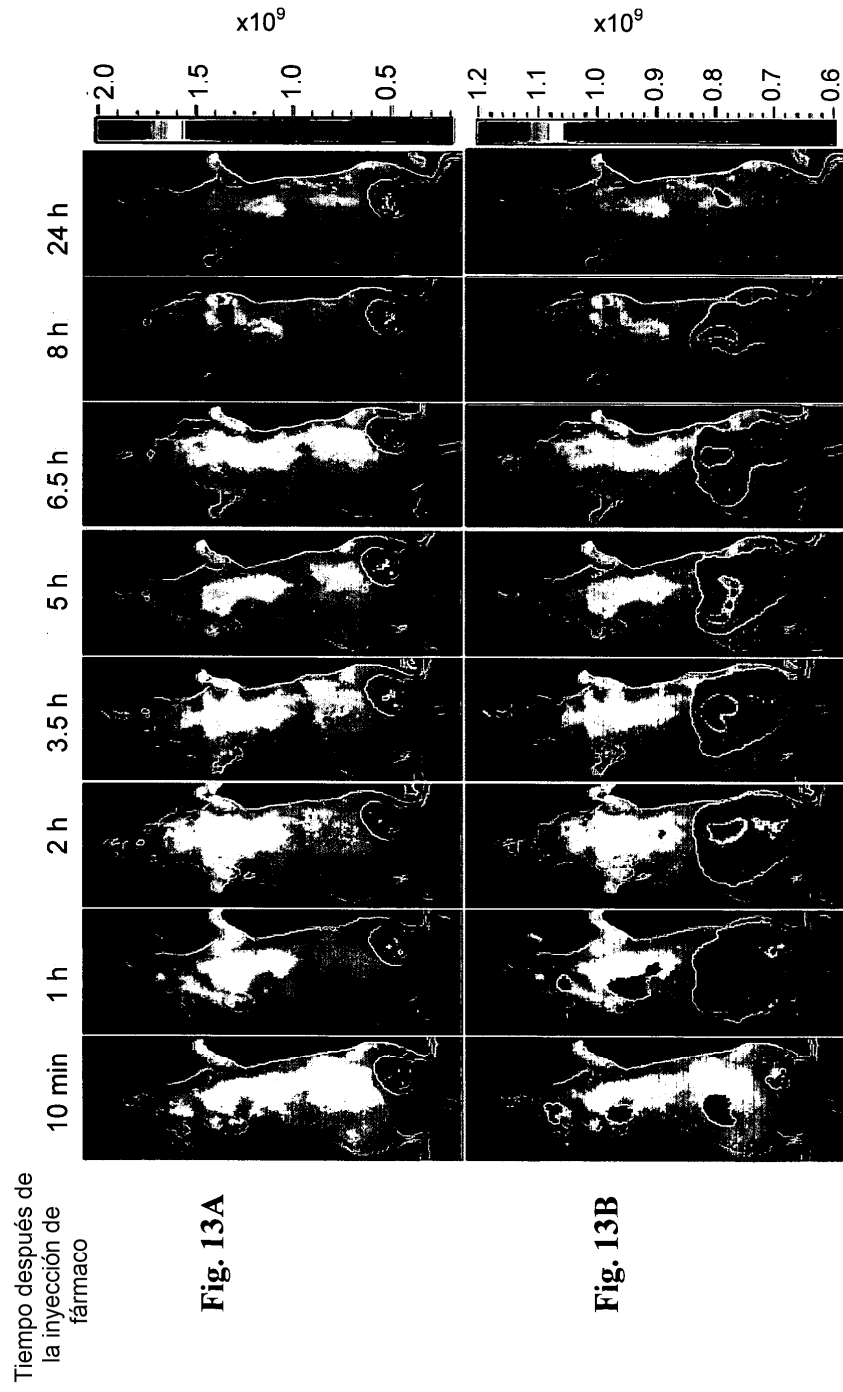 Tiempo después de
la inyección de
fármaco
10 min
1 h
2 h
3.5 h
5 h
6.5 h
8 h
24 h
Fig. 13A
2.0
1.5
1.0
0.5
x10⁹
Fig. 13B
1.2
1.1
1.0
0.9
0.8
0.7
0.6
x10⁹